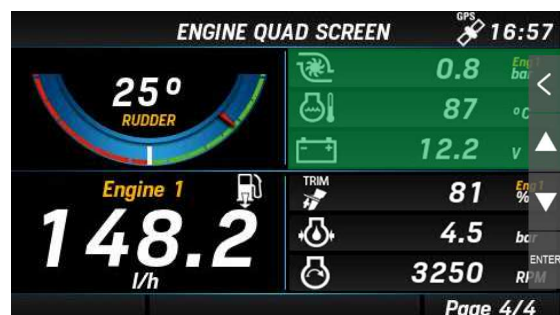 ENGINE QUAD SCREEN
GPS
16:57
25°
RUDDER
0.8 Eng 1 bar
87 °C
12.2 V
Engine 1
148.2
l/h
TRIM
81 Eng 1 %
4.5 bar
3250 RPM
ENTER
Page 4/4